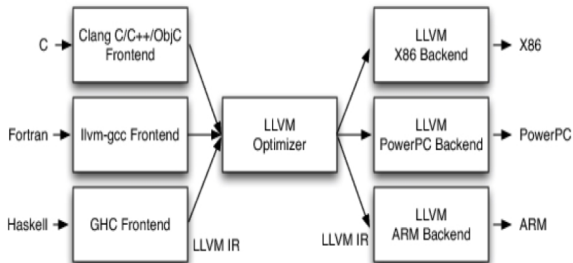 C
Clang C/C++/ObjC
Frontend
LLVM
X86 Backend
X86
Fortran
llvm-gcc Frontend
LLVM
Optimizer
LLVM
PowerPC Backend
PowerPC
Haskell
GHC Frontend
LLVM IR
LLVM IR
LLVM
ARM Backend
ARM